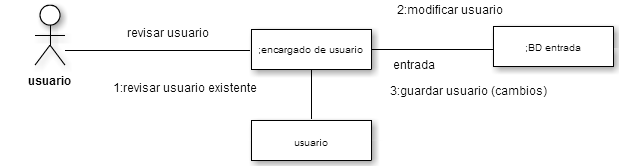 2:modificar usuario
revisar usuario
;encargado de usuario
;BD entrada
entrada
usuario
1:revisar usuario existente
3:guardar usuario (cambios)
usuario